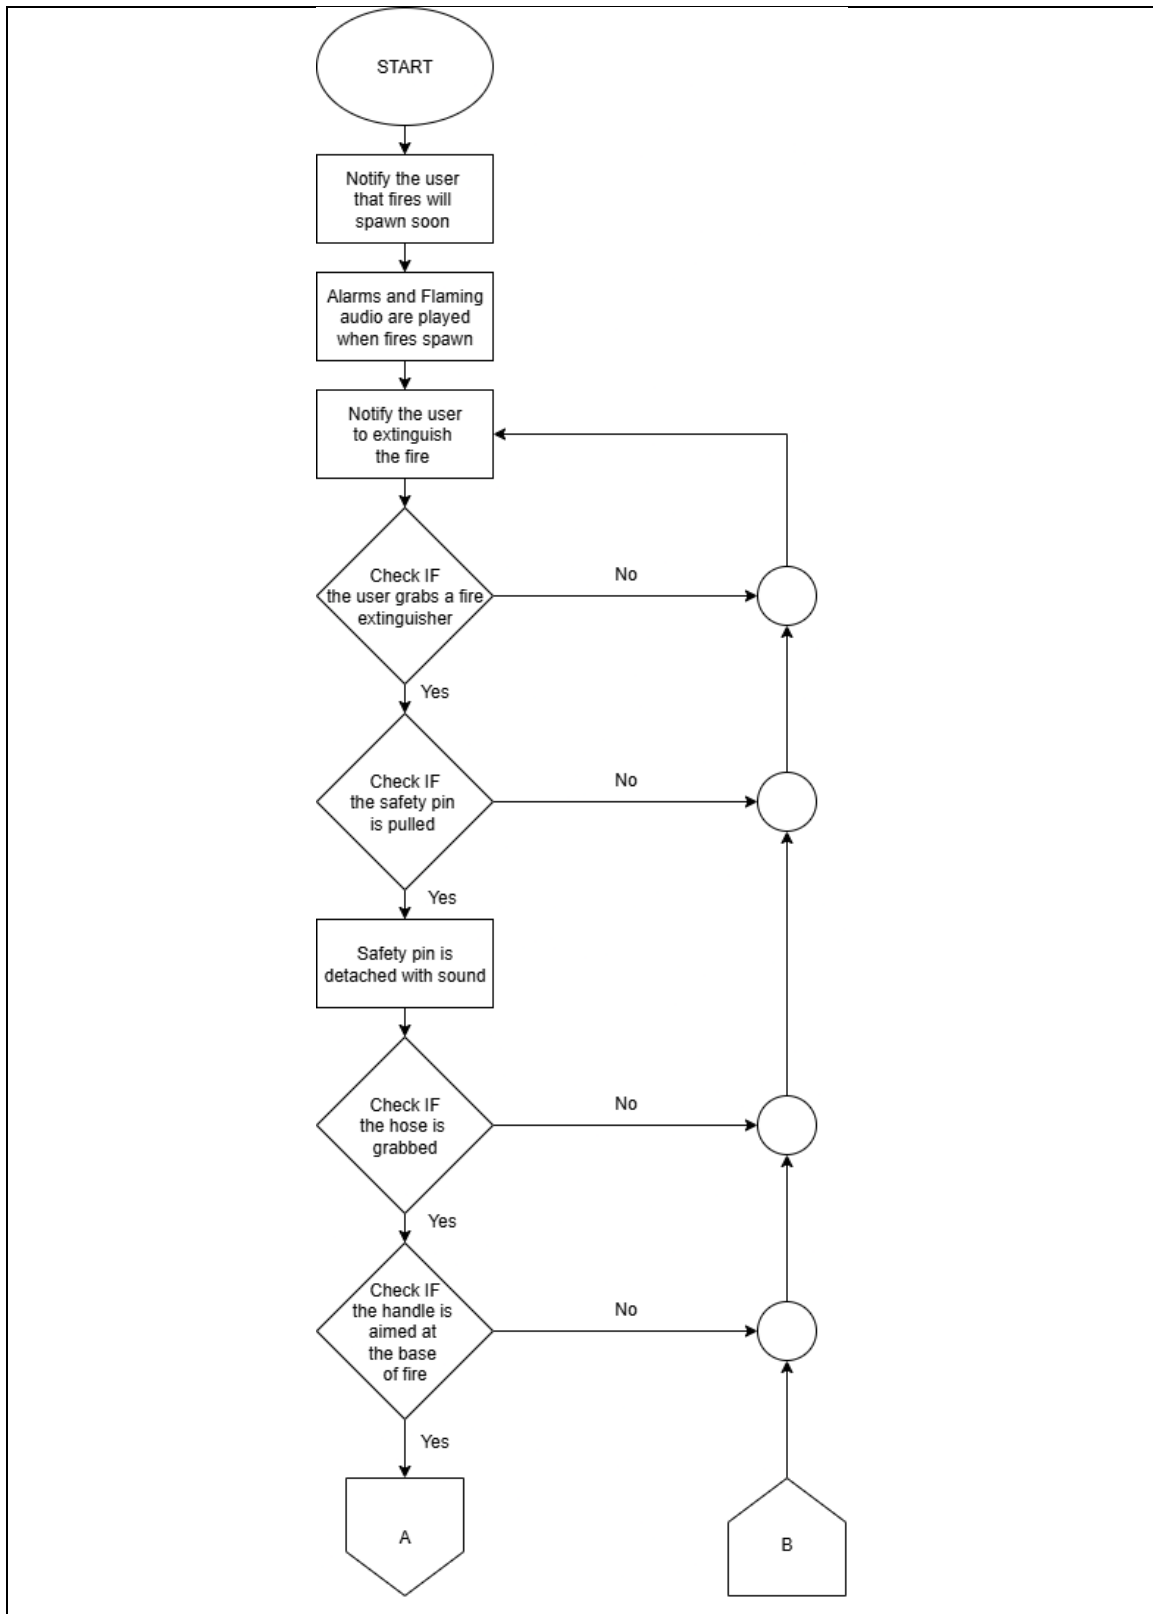 START
Notify the user
that fires will
spawn soon
Alarms and Flaming
audio are played
when fires spawn
Notify the user
to extinguish
the fire
Check IF
the user grabs a fire
extinguisher
No
Yes
Check IF
the safety pin
is pulled
No
Yes
Safety pin is
detached with sound
Check IF
the hose is
grabbed
No
Yes
Check IF
the handle is
aimed at
the base
of fire
No
Yes
A
B